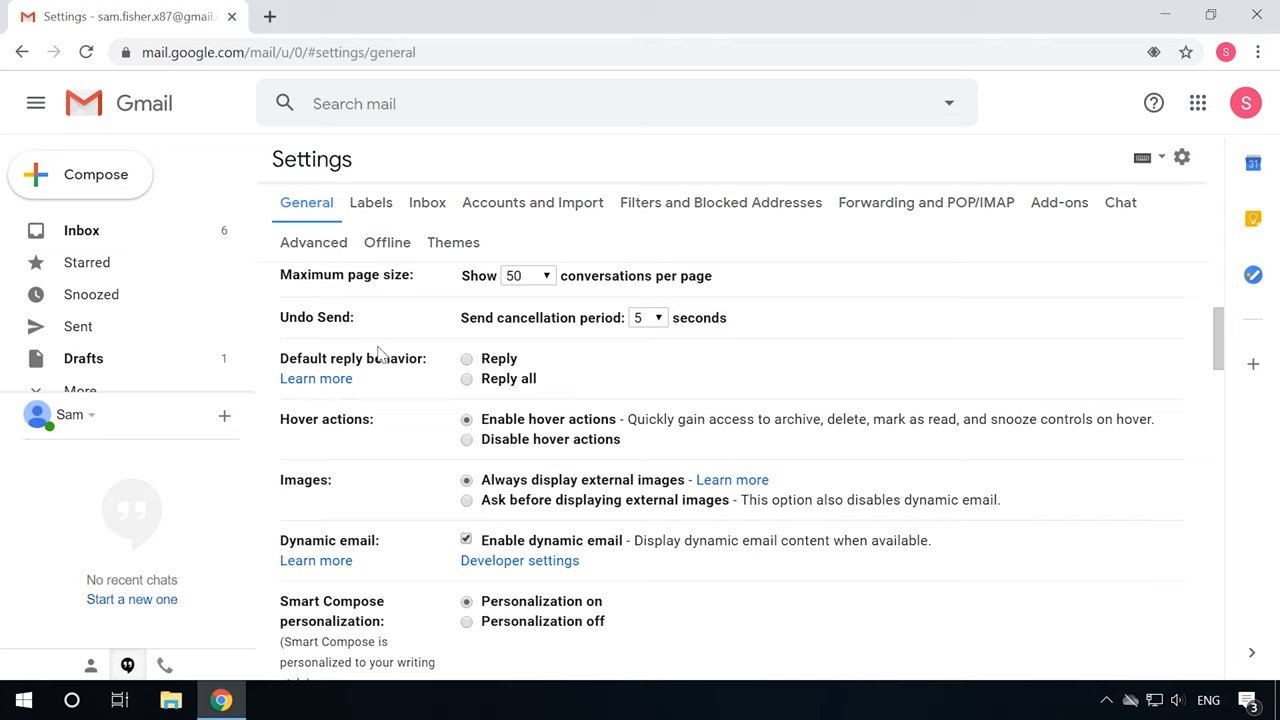 Settings - sam.fisher.x87@gmail.
mail.google.com/mail/u/0/#settings/general
S
Gmail
Search mail
S
Compose
Settings
31
General Labels Inbox Accounts and Import Filters and Blocked Addresses Forwarding and POP/IMAP Add-ons Chat
Advanced Offline Themes
Inbox 6
Starred
Snoozed
Sent
Drafts 1
More
Sam
No recent chats
Start a new one
Maximum page size: Show 50 conversations per page
Undo Send: Send cancellation period: 5 seconds
Default reply behavior: Reply
Learn more Reply all
Hover actions: Enable hover actions - Quickly gain access to archive, delete, mark as read, and snooze controls on hover.
Disable hover actions
Images: Always display external images - Learn more
Ask before displaying external images - This option also disables dynamic email.
Dynamic email: Enable dynamic email - Display dynamic email content when available.
Learn more Developer settings
Smart Compose Personalization on
personalization: Personalization off
(Smart Compose is
personalized to your writing
ENG
3